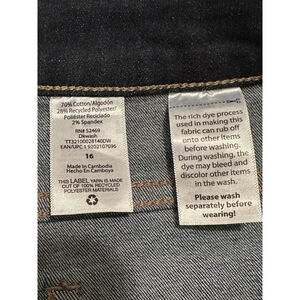 70% Cotton/Algodón
28% Recycled Polyester/
Poliéster Reciclado
2% Spandex
RN# 52469
Dkwash
TT3210002B140DW
EAN/UPC
16
Made in Cambodia
Hecho En Camboya
THIS LABEL YARN IS MADE
OUT OF 100% RECYCLED
POLYESTER MATERIALS
The rich dye process
used in making this
fabric can rub off
onto other items
before washing.
During washing, the
dye may bleed and
discolor other items
in the wash.
Please wash
separately before
wearing!